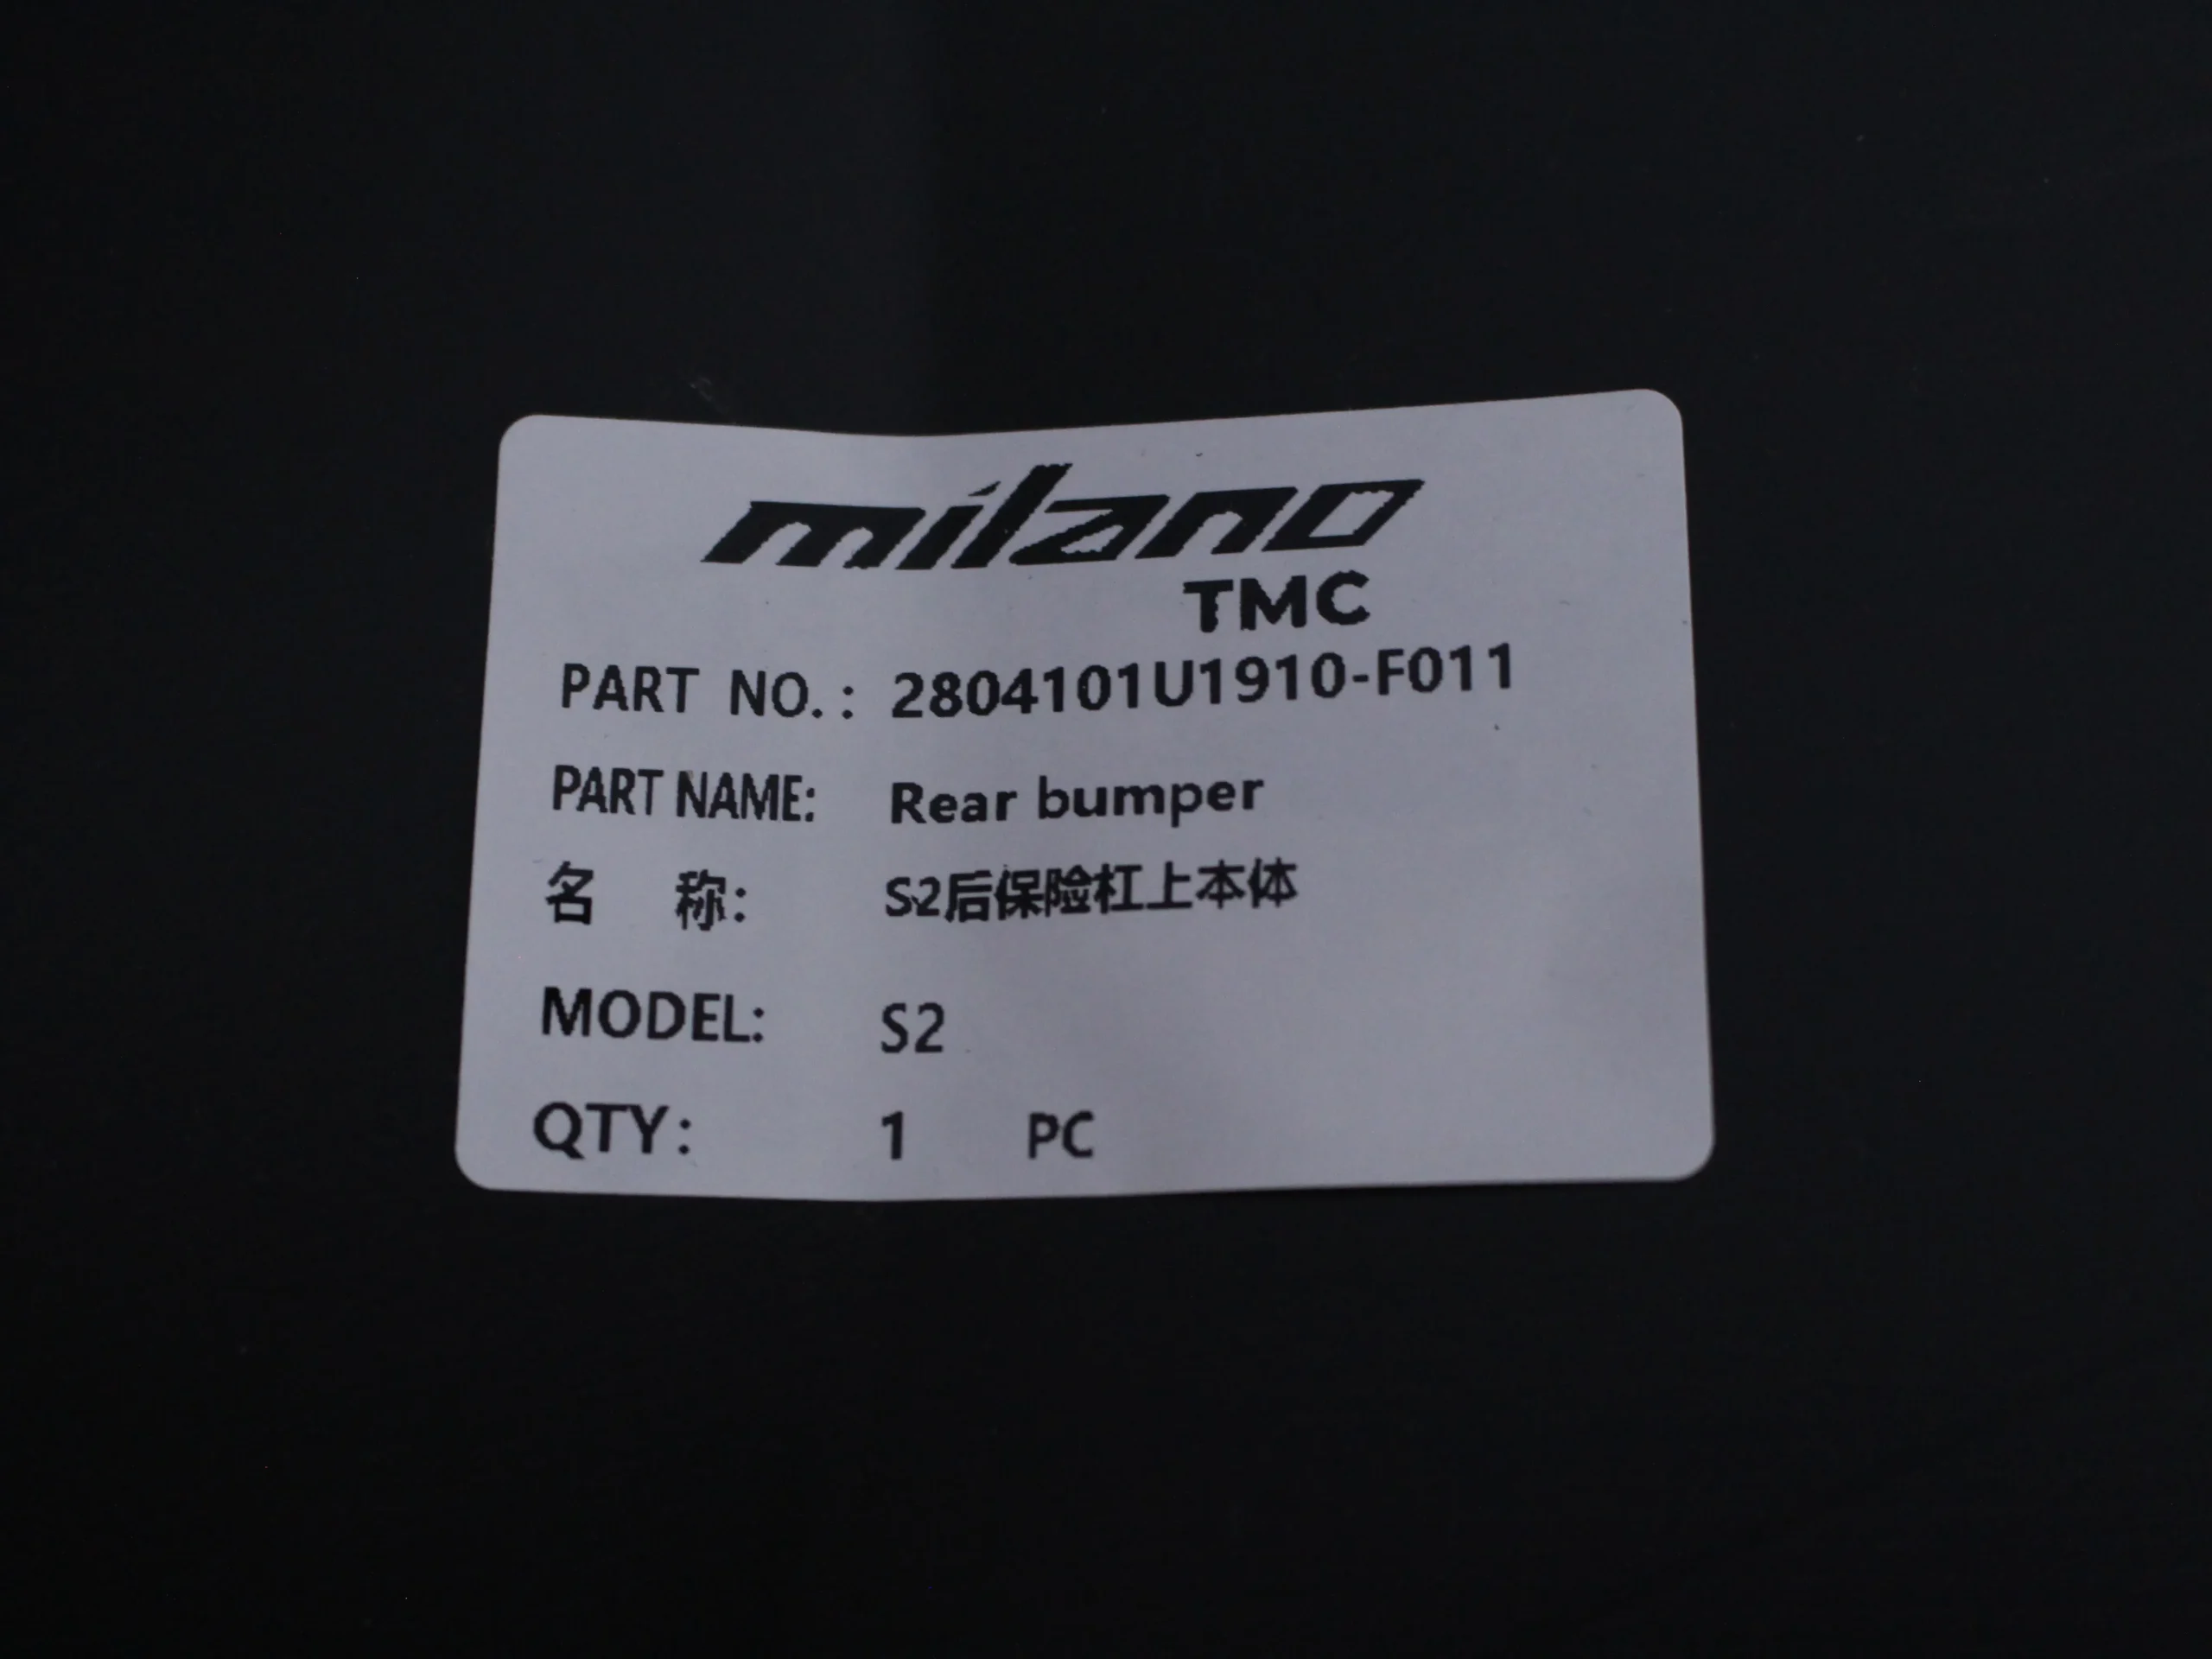 milano
TMC
PART NO.: 2804101U1910-F011
PART NAME: Rear bumper
名 称: S2后保险杠上本体
MODEL: S2
QTY: 1 PC